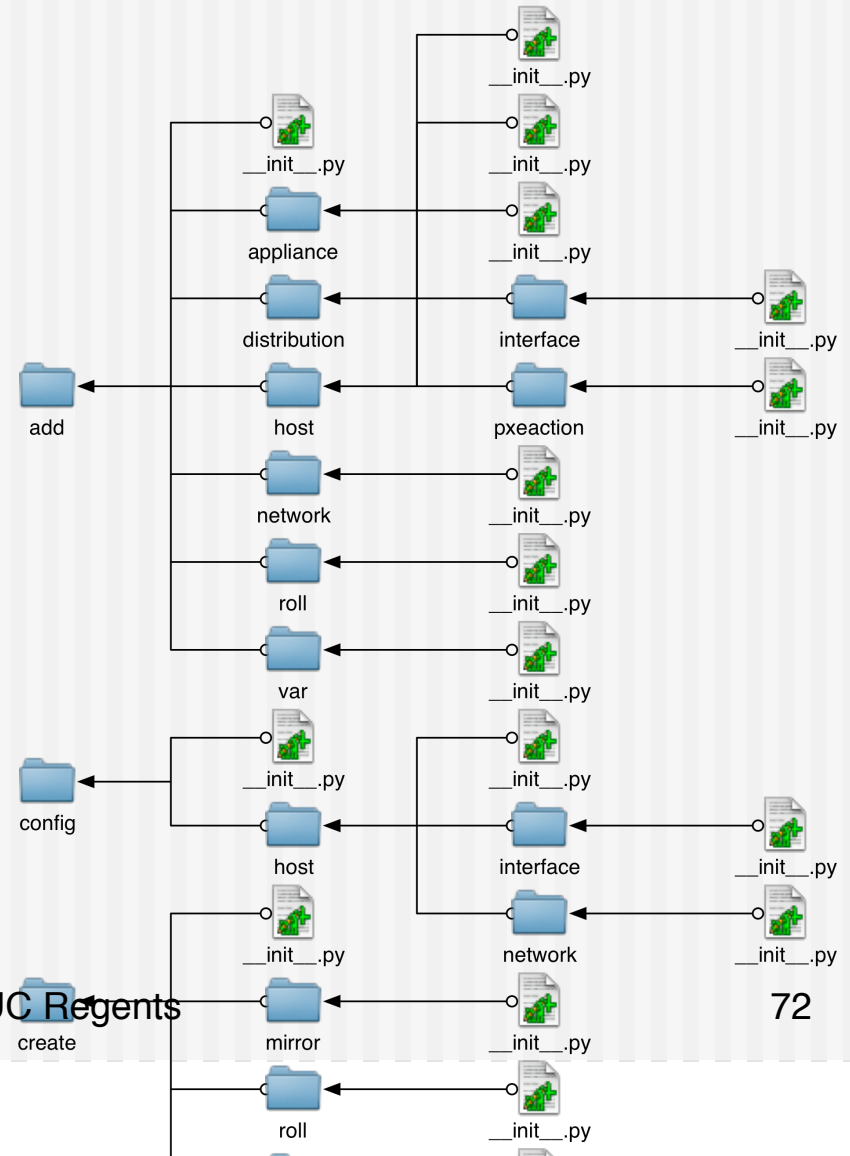 __init__.py
__init__.py
__init__.py
appliance
__init__.py
distribution
interface
__init__.py
add
host
pxeaction
__init__.py
network
__init__.py
roll
__init__.py
var
__init__.py
__init__.py
__init__.py
config
host
interface
__init__.py
__init__.py
network
__init__.py
UC Regents
72
create
mirror
__init__.py
roll
__init__.py